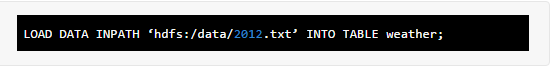 LOAD DATA INPATH ‘hdfs:/data/2012.txt’ INTO TABLE weather;